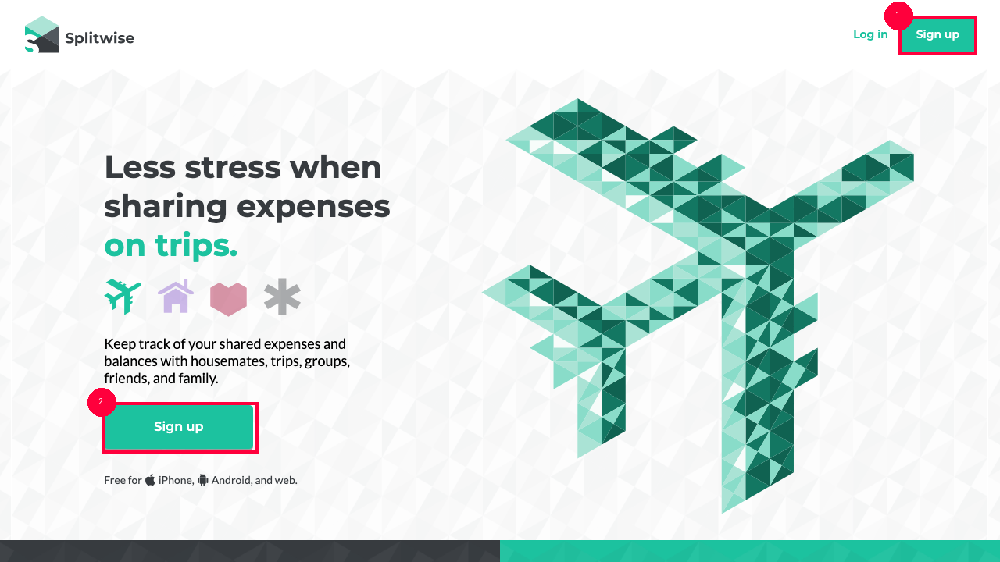 Splitwise
Log in
1
Sign up
Less stress when
sharing expenses
on trips.
Keep track of your shared expenses and
balances with housemates, trips, groups,
friends, and family.
2
Sign up
Free for iPhone, Android, and web.